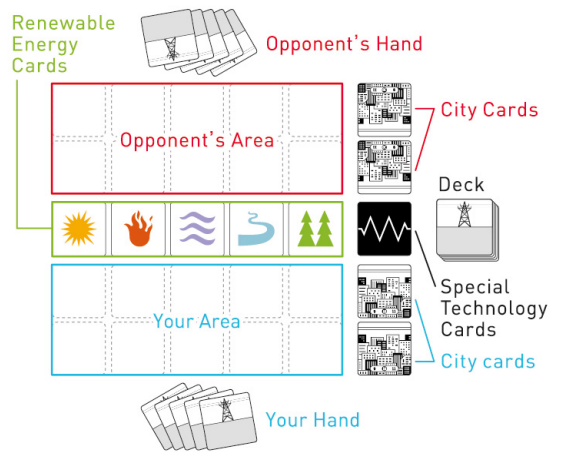 Renewable
Energy
Cards
Opponent's Hand
Opponent's Area
City Cards
Deck
Special
Technology
Cards
Your Area
City cards
Your Hand